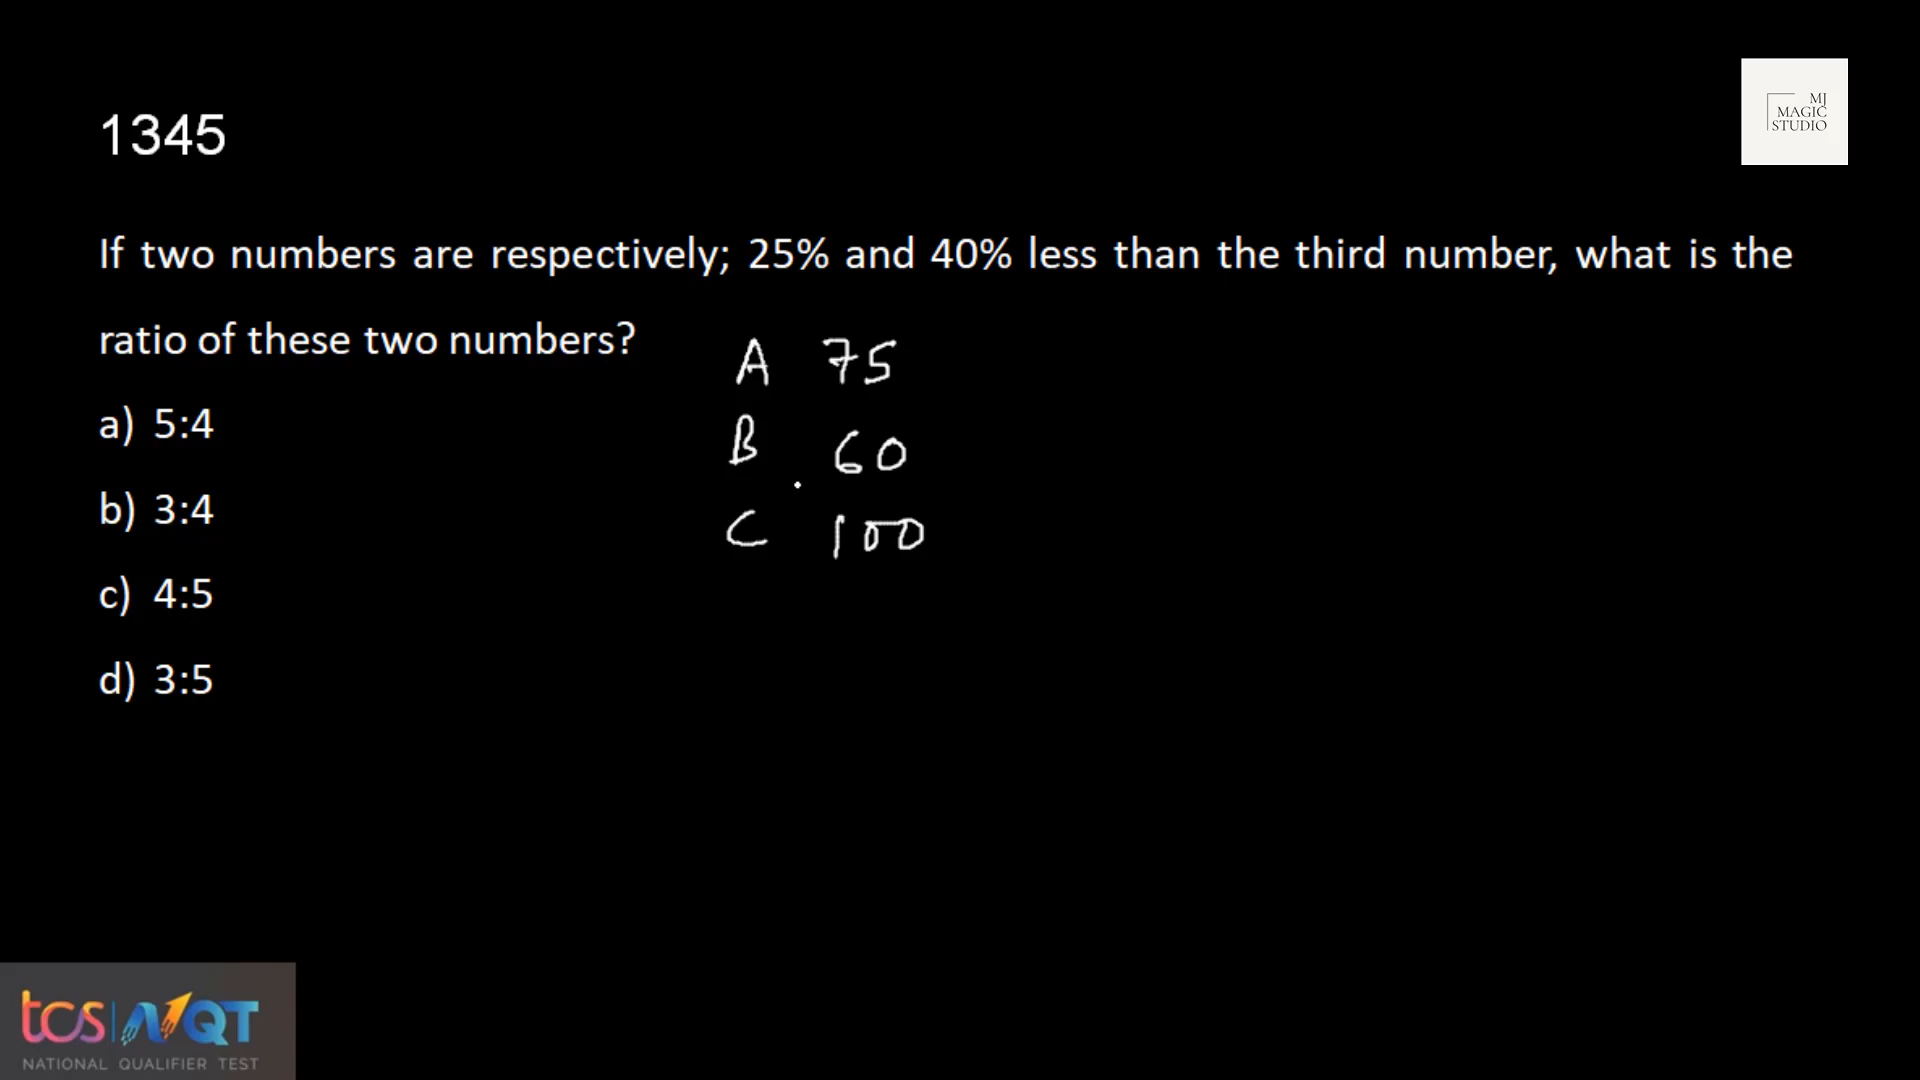 MJ
MAGIC
STUDIO
1345
If two numbers are respectively; 25% and 40% less than the third number, what is the
ratio of these two numbers?
A 75
a) 5:4
B . 60
b) 3:4
C 100
c) 4:5
d) 3:5
tcs NQT
NATIONAL QUALIFIER TEST